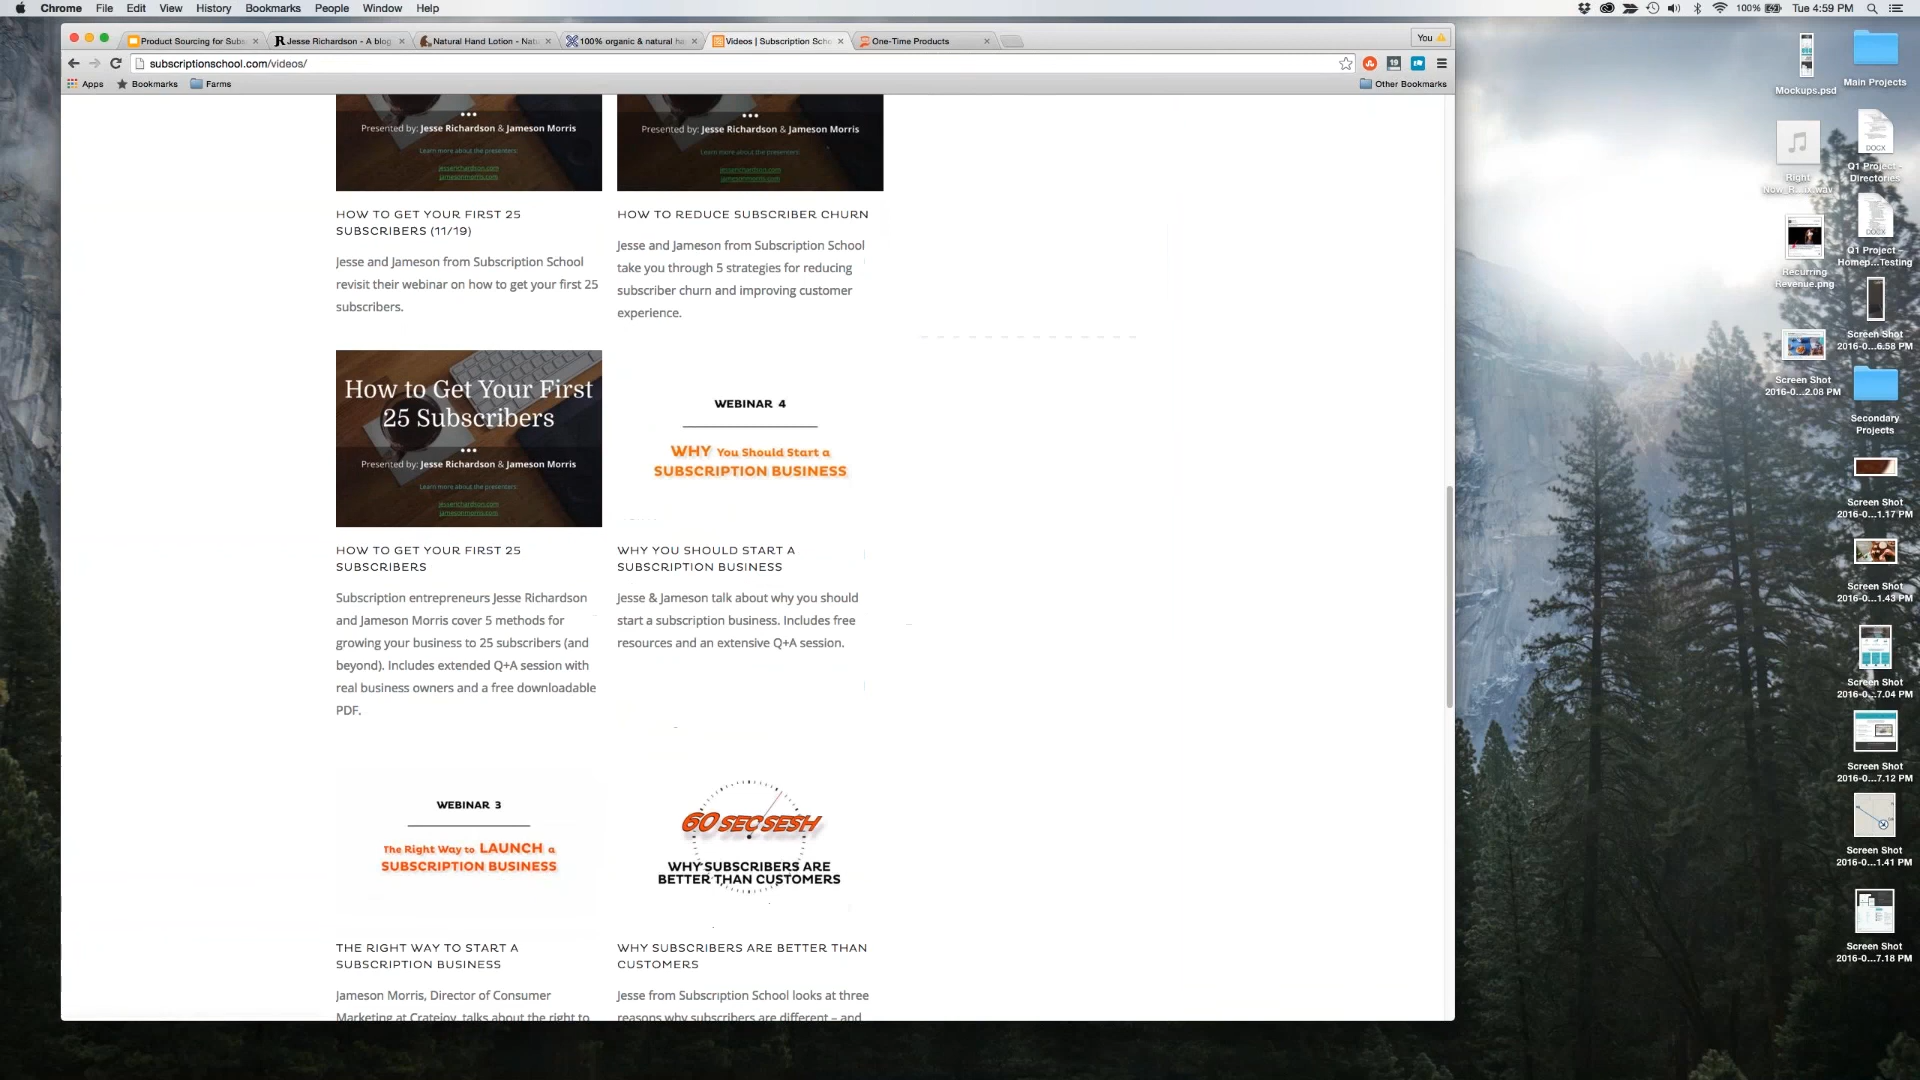 Chrome File Edit View History Bookmarks People Window Help
100% Tue 4:59 PM
Product Sourcing for Subs
Jesse Richardson - A blog
Natural Hand Lotion - Natu
100% organic & natural ha
Videos | Subscription Scho
One-Time Products
You
subscriptionschool.com/videos/
19
Apps Bookmarks Farms Other Bookmarks
Presented by: Jesse Richardson & Jameson Morris
Learn more about the presenters:
jesserichardson.com
jamesonmorris.com
Presented by: Jesse Richardson & Jameson Morris
Learn more about the presenters:
jesserichardson.com
jamesonmorris.com
HOW TO GET YOUR FIRST 25
SUBSCRIBERS (11/19)
Jesse and Jameson from Subscription School
revisit their webinar on how to get your first 25
subscribers.
HOW TO REDUCE SUBSCRIBER CHURN
Jesse and Jameson from Subscription School
take you through 5 strategies for reducing
subscriber churn and improving customer
experience.
How to Get Your First
25 Subscribers
Presented by: Jesse Richardson & Jameson Morris
Learn more about the presenters:
jesserichardson.com
jamesonmorris.com
WEBINAR 4
WHY You Should Start a
SUBSCRIPTION BUSINESS
HOW TO GET YOUR FIRST 25
SUBSCRIBERS
Subscription entrepreneurs Jesse Richardson
and Jameson Morris cover 5 methods for
growing your business to 25 subscribers (and
beyond). Includes extended Q+A session with
real business owners and a free downloadable
PDF.
WHY YOU SHOULD START A
SUBSCRIPTION BUSINESS
Jesse & Jameson talk about why you should
start a subscription business. Includes free
resources and an extensive Q+A session.
WEBINAR 3
The Right Way to LAUNCH a
SUBSCRIPTION BUSINESS
60 SEC SESH
WHY SUBSCRIBERS ARE
BETTER THAN CUSTOMERS
THE RIGHT WAY TO START A
SUBSCRIPTION BUSINESS
Jameson Morris, Director of Consumer
Marketing at Cratejoy, talks about the right to
WHY SUBSCRIBERS ARE BETTER THAN
CUSTOMERS
Jesse from Subscription School looks at three
reasons why subscribers are different – and
Mockups.psd
Main Projects
Right
Now_R...ix.wav
DOCX
Q1 Project -
Directories
Recurring
Revenue.png
DOCX
Q1 Project -
Homep...Testing
Screen Shot
2016-0...6.58 PM
Screen Shot
2016-0...2.08 PM
Secondary
Projects
Screen Shot
2016-0...1.17 PM
Screen Shot
2016-0...1.43 PM
Screen Shot
2016-0...7.04 PM
Screen Shot
2016-0...7.12 PM
Screen Shot
2016-0...1.41 PM
Screen Shot
2016-0...7.18 PM